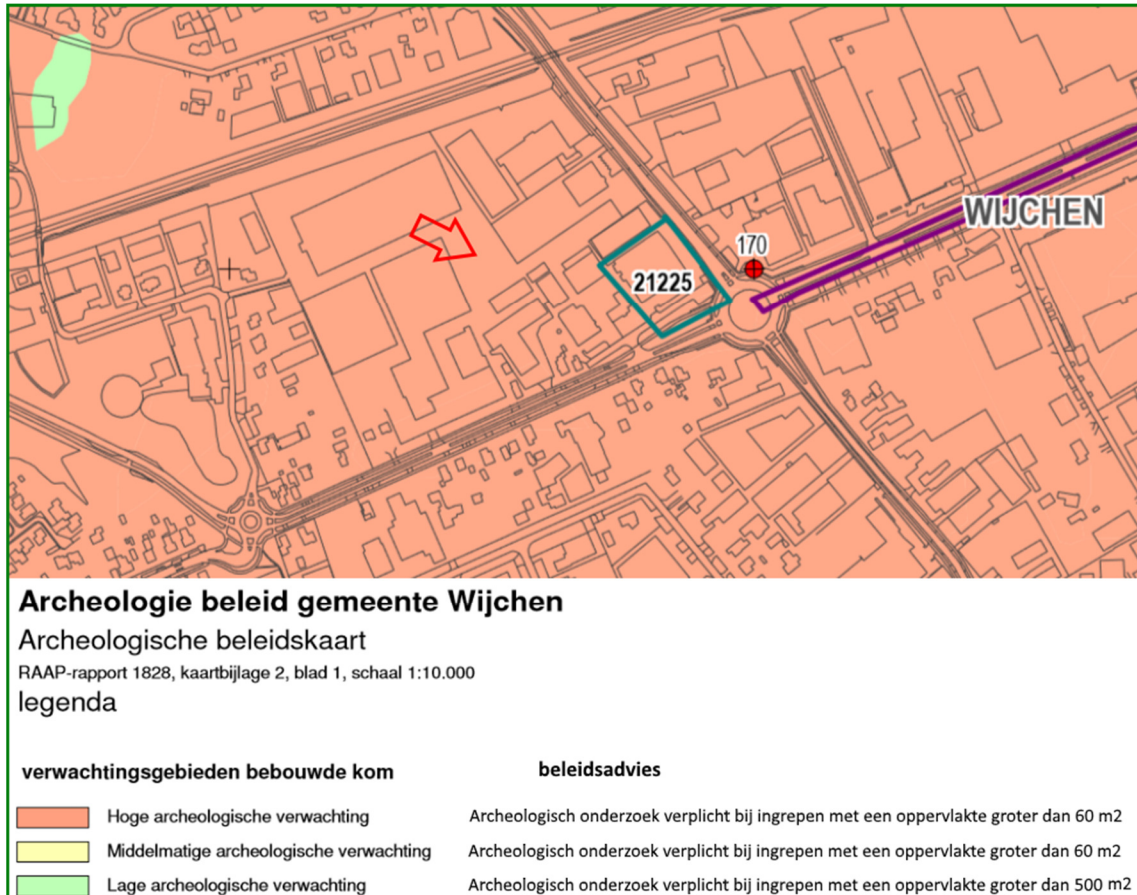 170
WIJCHEN
21225
Archeologie beleid gemeente Wijchen
Archeologische beleidskaart
RAAP-rapport 1828, kaartbijlage 2, blad 1, schaal 1:10.000
legenda
verwachtingsgebieden bebouwde kom beleidsadvies
Hoge archeologische verwachting Archeologisch onderzoek verplicht bij ingrepen met een oppervlakte groter dan 60 m2
Middelmatige archeologische verwachting Archeologisch onderzoek verplicht bij ingrepen met een oppervlakte groter dan 60 m2
Lage archeologische verwachting Archeologisch onderzoek verplicht bij ingrepen met een oppervlakte groter dan 500 m2